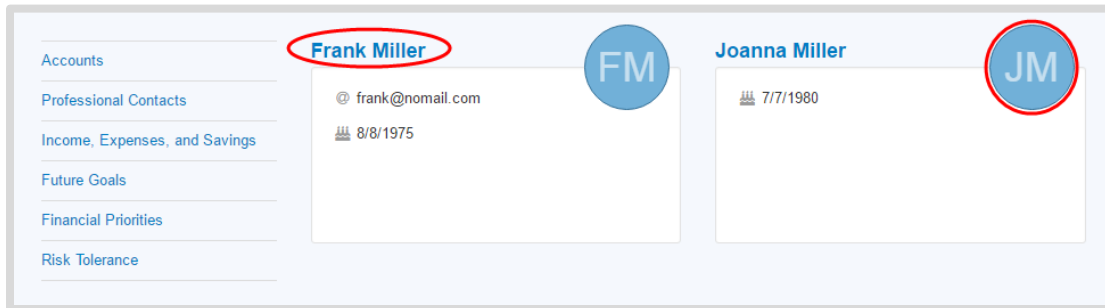 Accounts
Professional Contacts
Income, Expenses, and Savings
Future Goals
Financial Priorities
Risk Tolerance
Frank Miller
FM
@ frank@nomail.com
8/8/1975
Joanna Miller
JM
7/7/1980